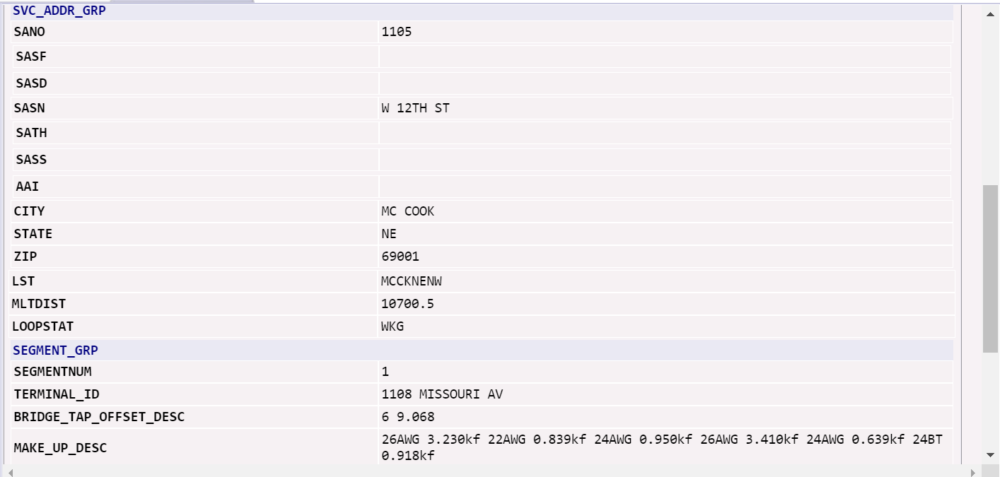 SVC_ADDR_GRP
SANO 1105
SASF
SASD
SASN W 12TH ST
SATH
SASS
AAI
CITY MC COOK
STATE NE
ZIP 69001
LST MCCKNENW
MLTDIST 10700.5
LOOPSTAT WKG
SEGMENT_GRP
SEGMENTNUM 1
TERMINAL_ID 1108 MISSOURI AV
BRIDGE_TAP_OFFSET_DESC 6 9.068
MAKE_UP_DESC 26AWG 3.230kf 22AWG 0.839kf 24AWG 0.950kf 26AWG 3.410kf 24AWG 0.639kf 24BT
0.918kf